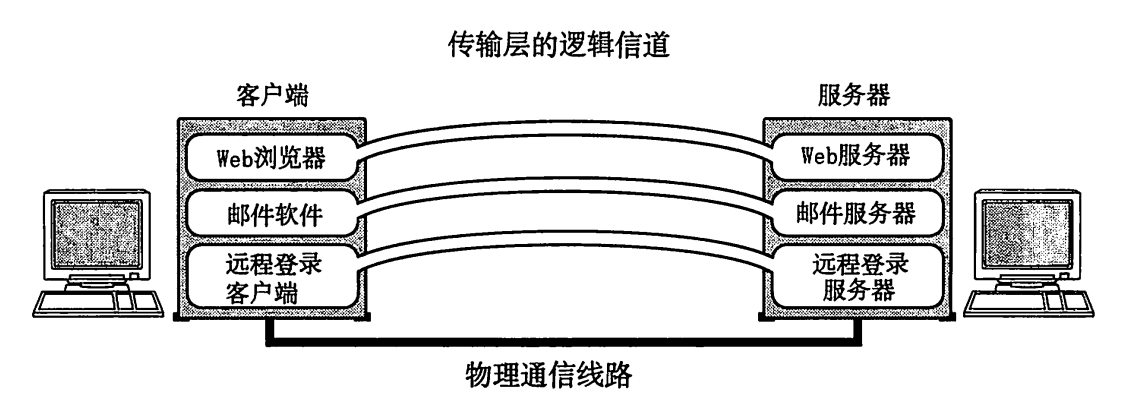 传输层的逻辑信道
客户端
服务器
Web浏览器
Web服务器
邮件软件
邮件服务器
远程登录
客户端
远程登录
服务器
物理通信线路